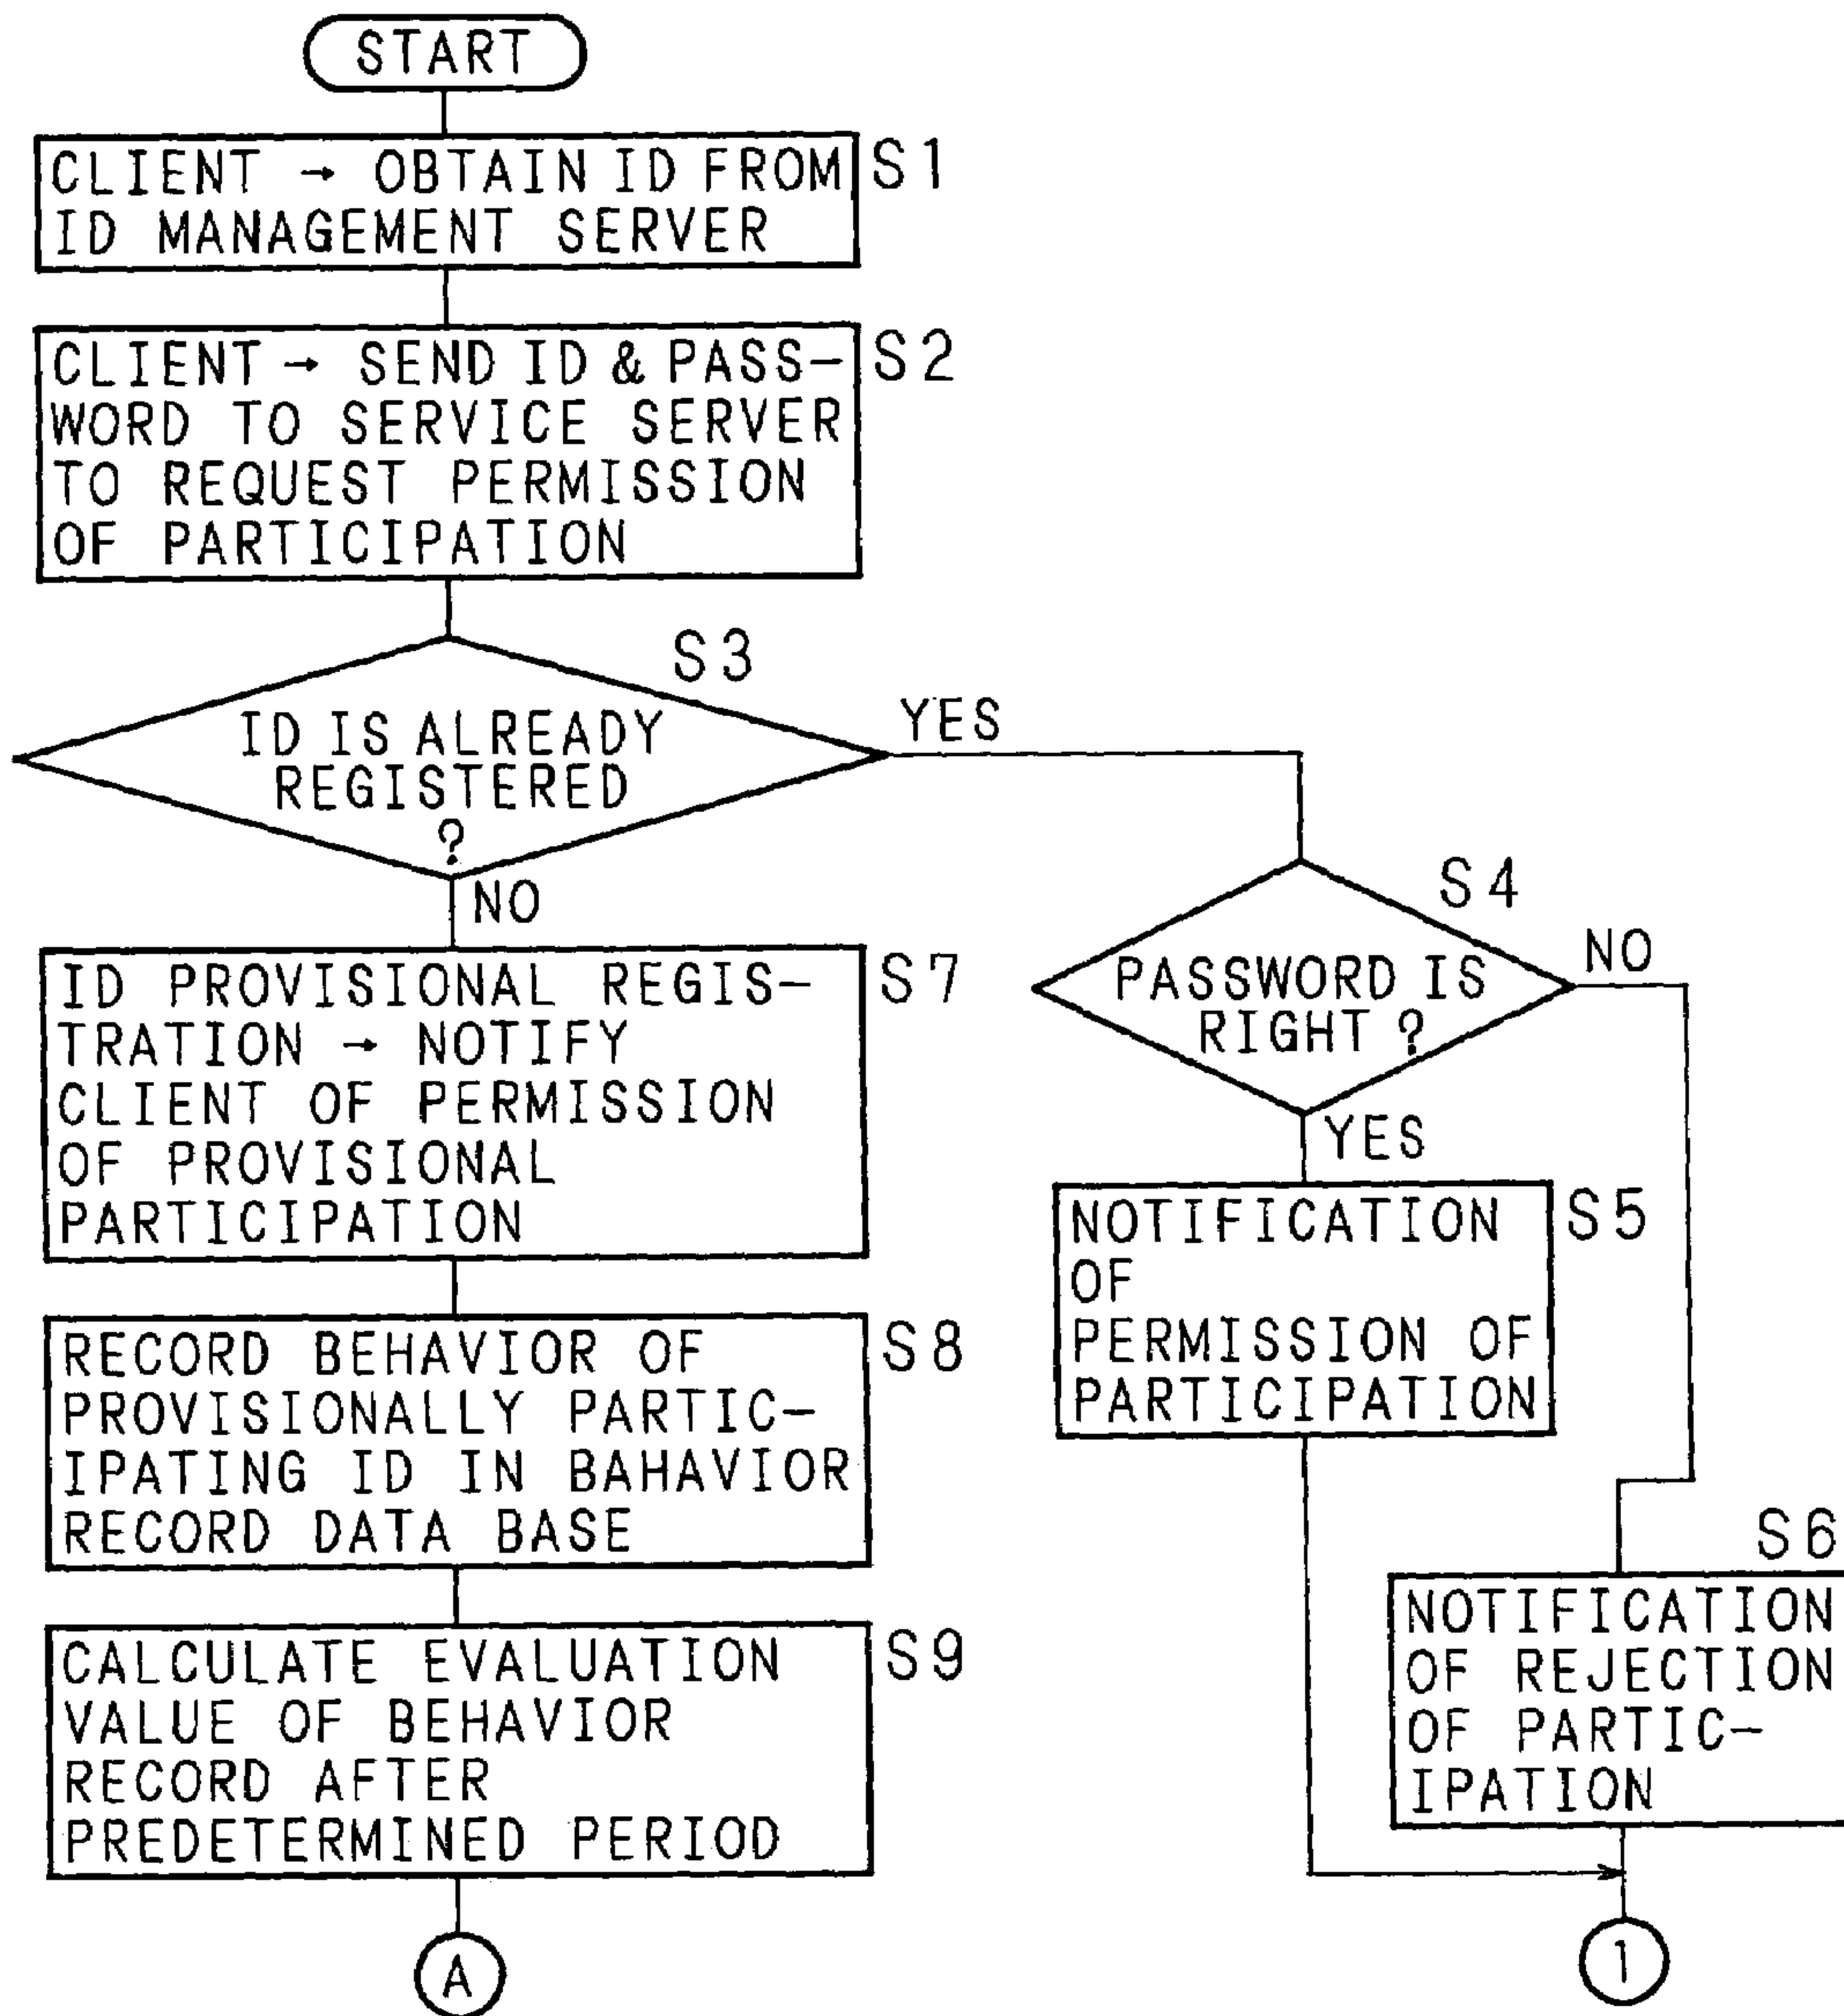 START
CLIENT → OBTAIN ID FROM
ID MANAGEMENT SERVER
S1
CLIENT → SEND ID & PASS-
WORD TO SERVICE SERVER
TO REQUEST PERMISSION
OF PARTICIPATION
S2
S3
ID IS ALREADY
REGISTERED
?
YES
NO
S4
PASSWORD IS
RIGHT ?
NO
YES
NOTIFICATION
OF
PERMISSION OF
PARTICIPATION
S5
S6
NOTIFICATION
OF REJECTION
OF PARTIC-
IPATION
1
ID PROVISIONAL REGIS-
TRATION → NOTIFY
CLIENT OF PERMISSION
OF PROVISIONAL
PARTICIPATION
S7
RECORD BEHAVIOR OF
PROVISIONALLY PARTIC-
IPATING ID IN BAHAVIOR
RECORD DATA BASE
S8
CALCULATE EVALUATION
VALUE OF BEHAVIOR
RECORD AFTER
PREDETERMINED PERIOD
S9
A